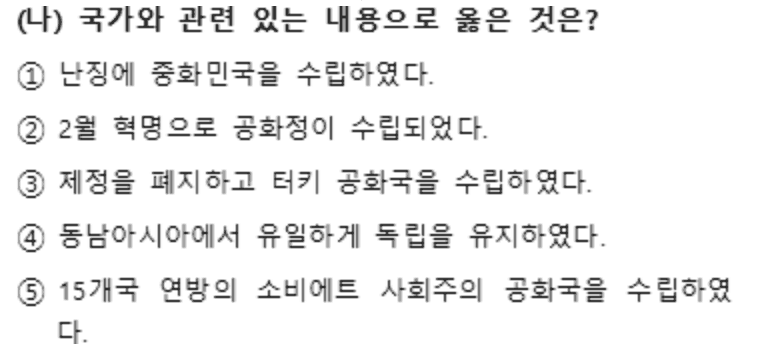 (나) 국가와 관련 있는 내용으로 옳은 것은?
① 난징에 중화민국을 수립하였다.
② 2월 혁명으로 공화정이 수립되었다.
③ 제정을 폐지하고 터키 공화국을 수립하였다.
④ 동남아시아에서 유일하게 독립을 유지하였다.
⑤ 15개국 연방의 소비에트 사회주의 공화국을 수립하였
다.